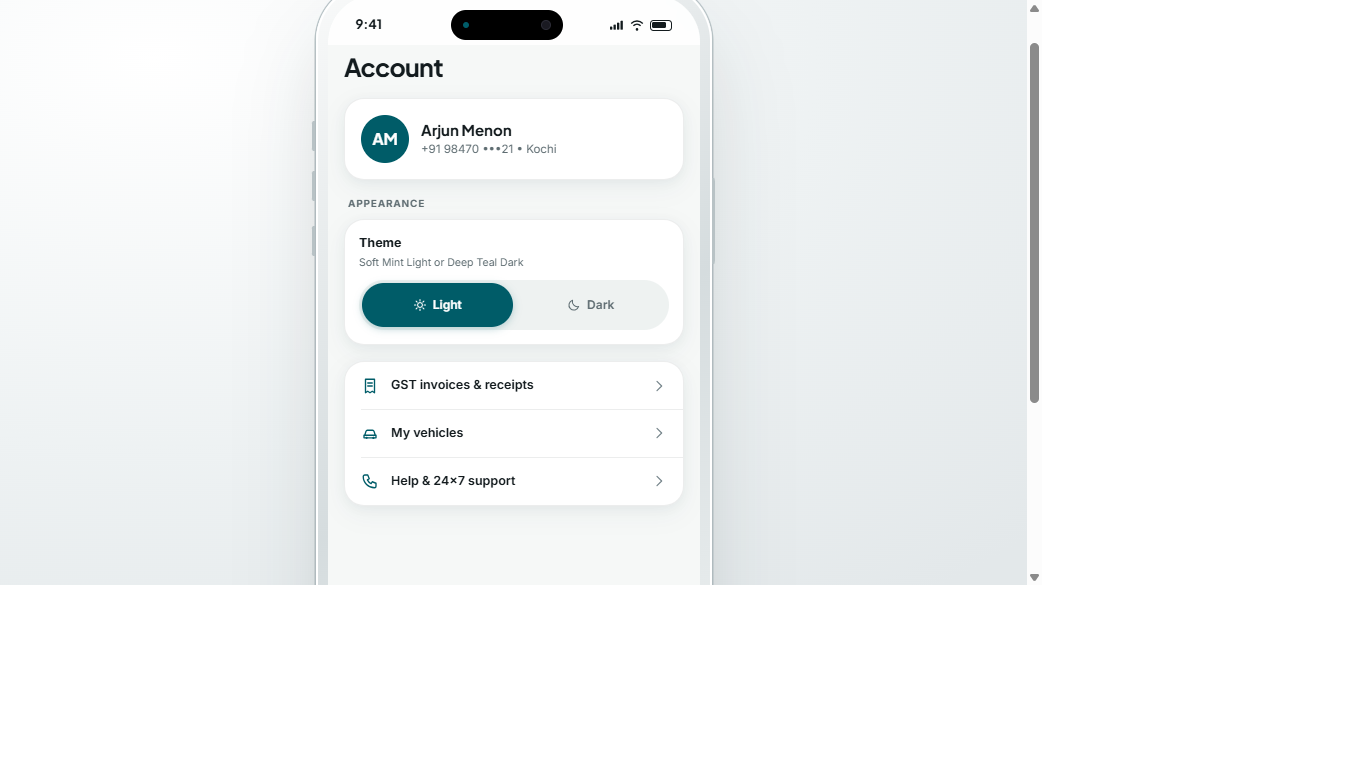 9:41
Account
AM
Arjun Menon
+91 98470 •••21 • Kochi
APPEARANCE
Theme
Soft Mint Light or Deep Teal Dark
Light
Dark
GST invoices & receipts
My vehicles
Help & 24×7 support